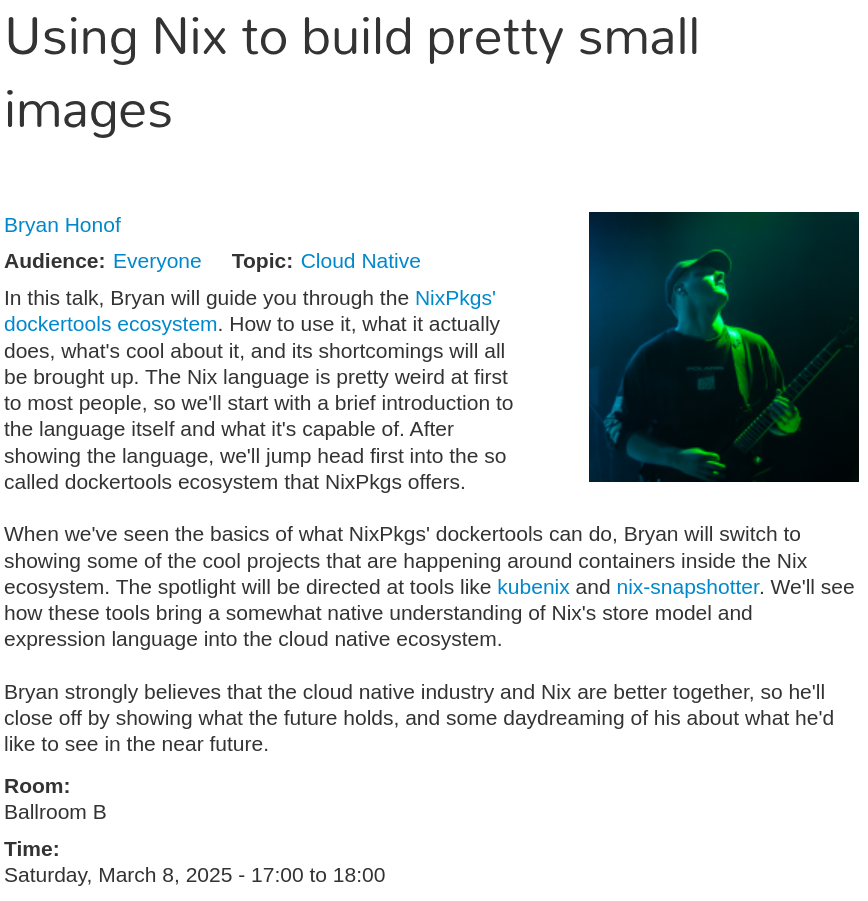 Using Nix to build pretty small
images
Bryan Honof
Audience: Everyone Topic: Cloud Native
In this talk, Bryan will guide you through the NixPkgs'
dockertools ecosystem. How to use it, what it actually
does, what's cool about it, and its shortcomings will all
be brought up. The Nix language is pretty weird at first
to most people, so we'll start with a brief introduction to
the language itself and what it's capable of. After
showing the language, we'll jump head first into the so
called dockertools ecosystem that NixPkgs offers.
When we've seen the basics of what NixPkgs' dockertools can do, Bryan will switch to
showing some of the cool projects that are happening around containers inside the Nix
ecosystem. The spotlight will be directed at tools like kubenix and nix-snapshotter. We'll see
how these tools bring a somewhat native understanding of Nix's store model and
expression language into the cloud native ecosystem.
Bryan strongly believes that the cloud native industry and Nix are better together, so he'll
close off by showing what the future holds, and some daydreaming of his about what he'd
like to see in the near future.
Room:
Ballroom B
Time:
Saturday, March 8, 2025 - 17:00 to 18:00